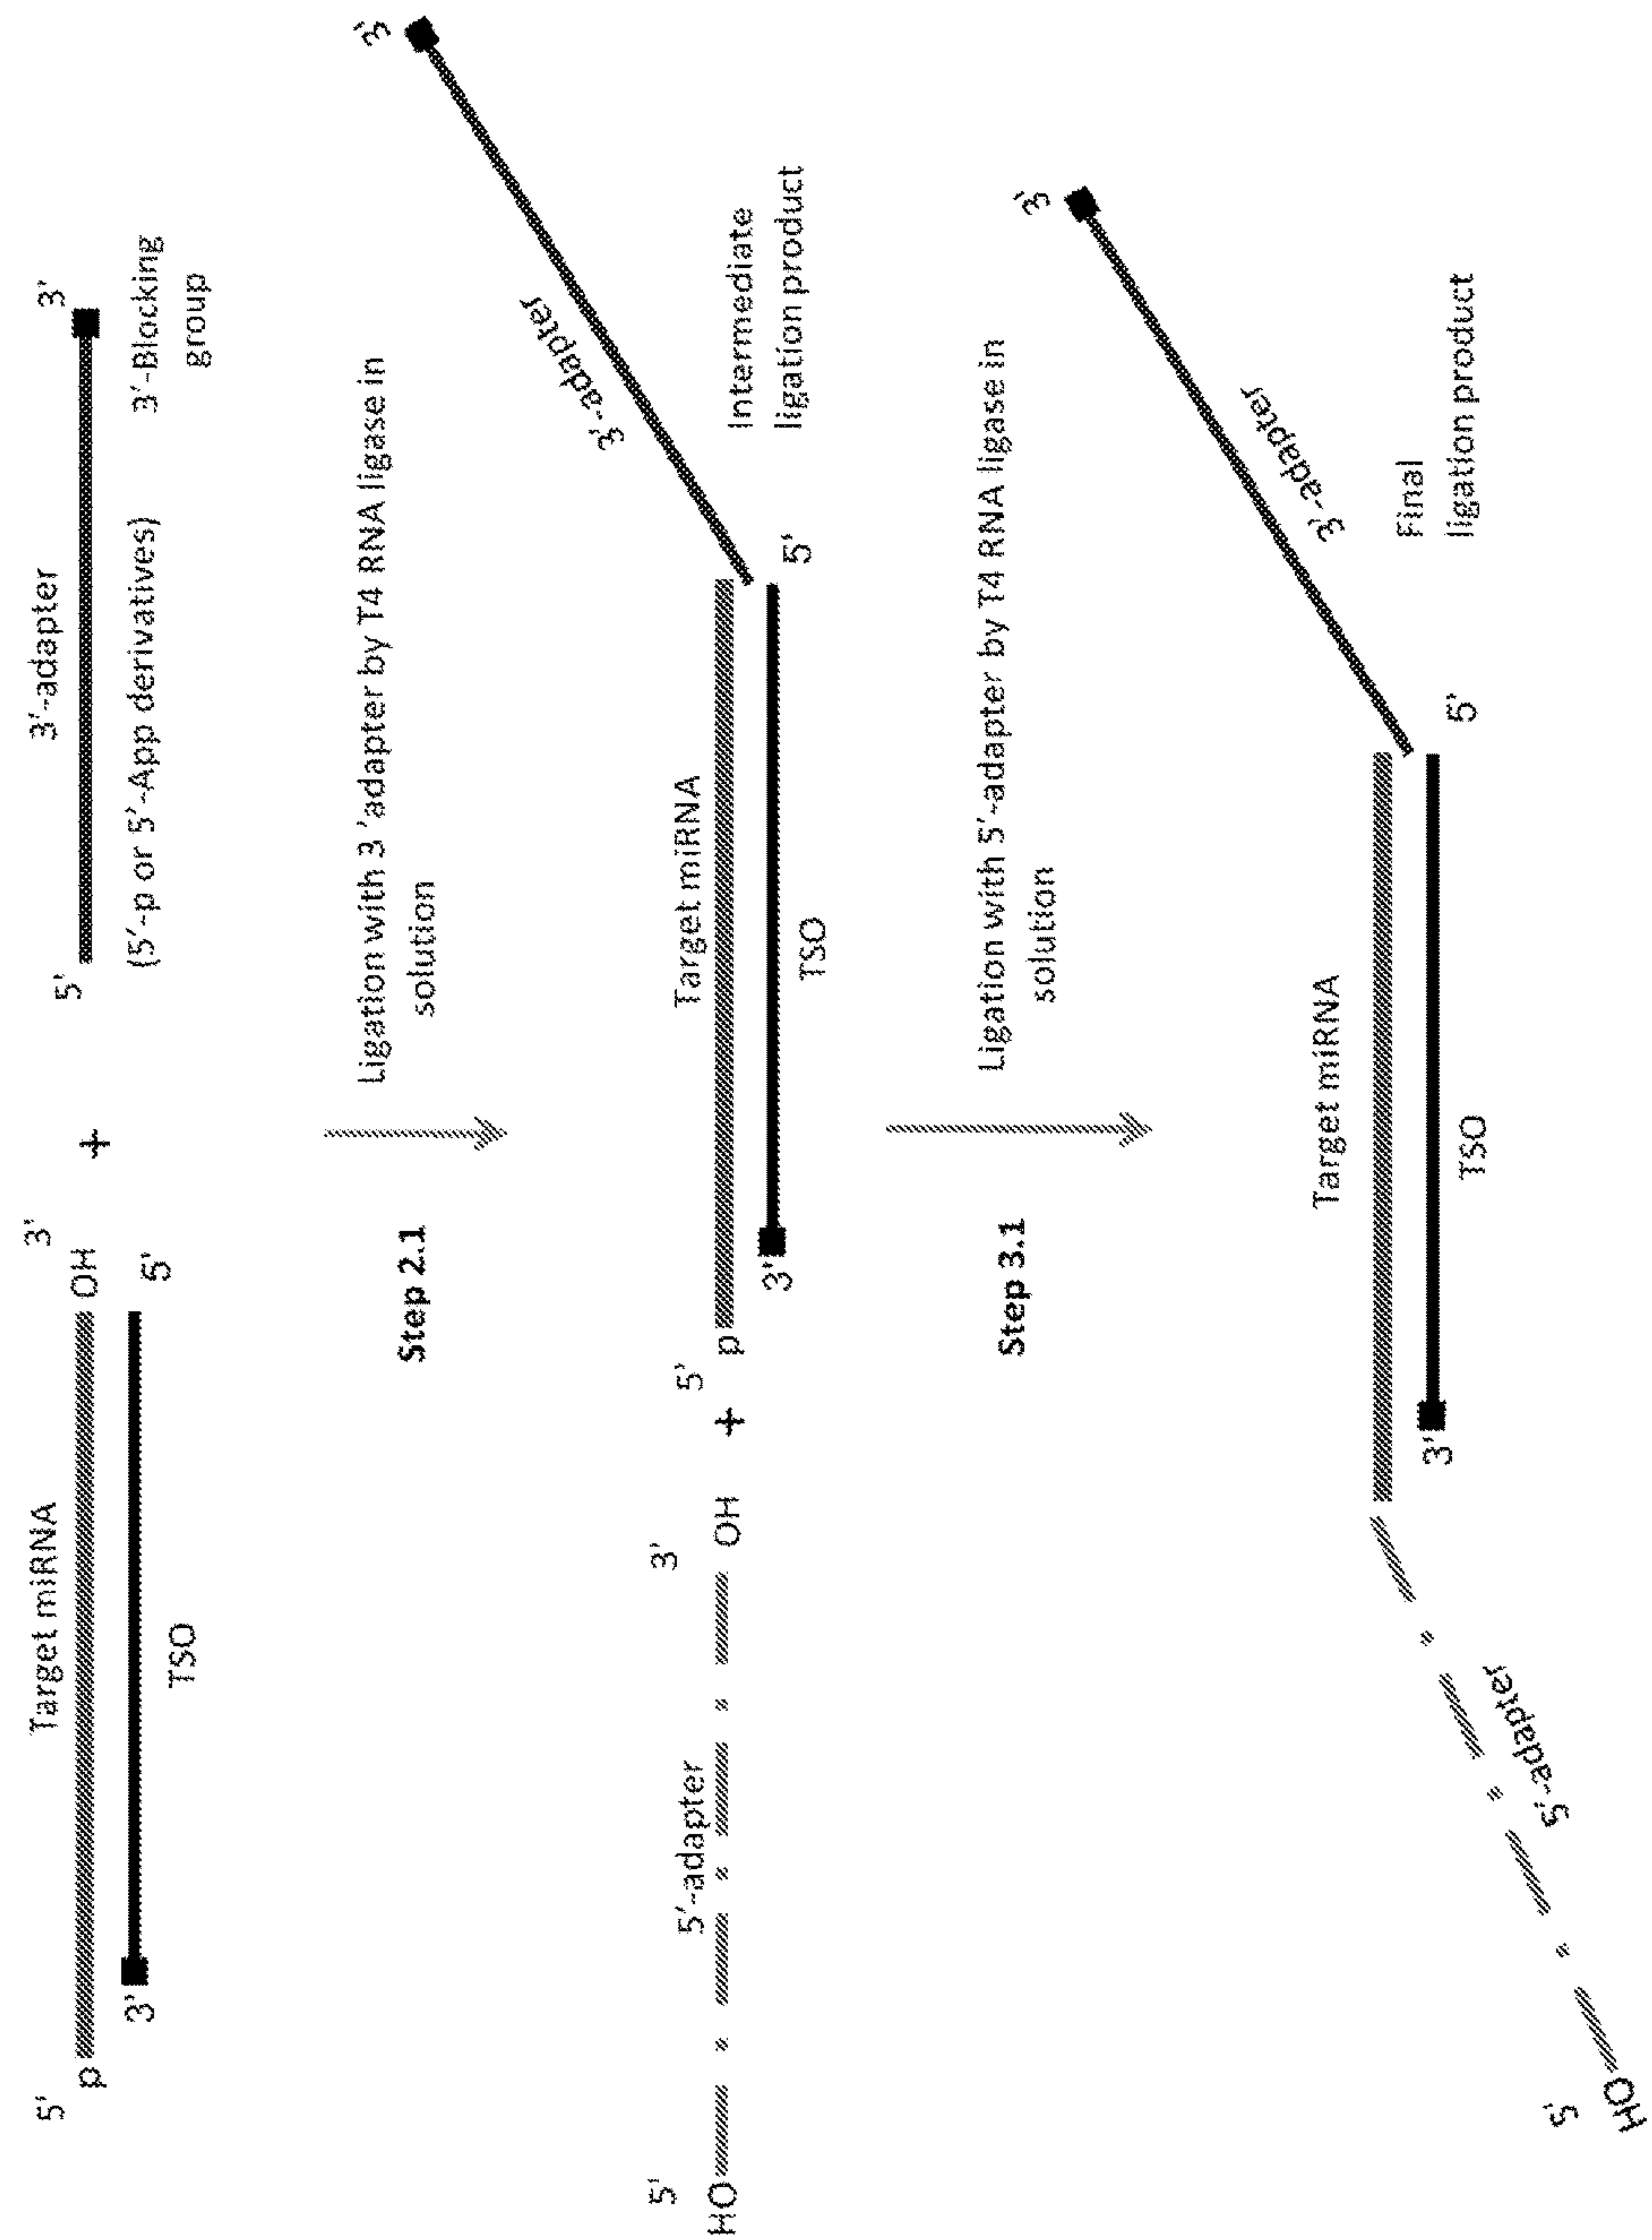 Target miRNA
3'
5'
p
OH
3'
5'
TSO
+
3'-adapter
5'
3'
(5'-p or 5'-App derivatives)
3'-Blocking
group
Step 2.1
Ligation with 3 'adapter by T4 RNA ligase in
solution
5'
HO
5'-adapter
3'
OH
+
5'
p
Target miRNA
3'
5'
TSO
3'-adapter
3'
Intermediate
ligation product
Step 3.1
Ligation with 5'-adapter by T4 RNA ligase in
solution
5'
HO
5'-adapter
Target miRNA
3'
5'
TSO
3'-adapter
3'
Final
ligation product